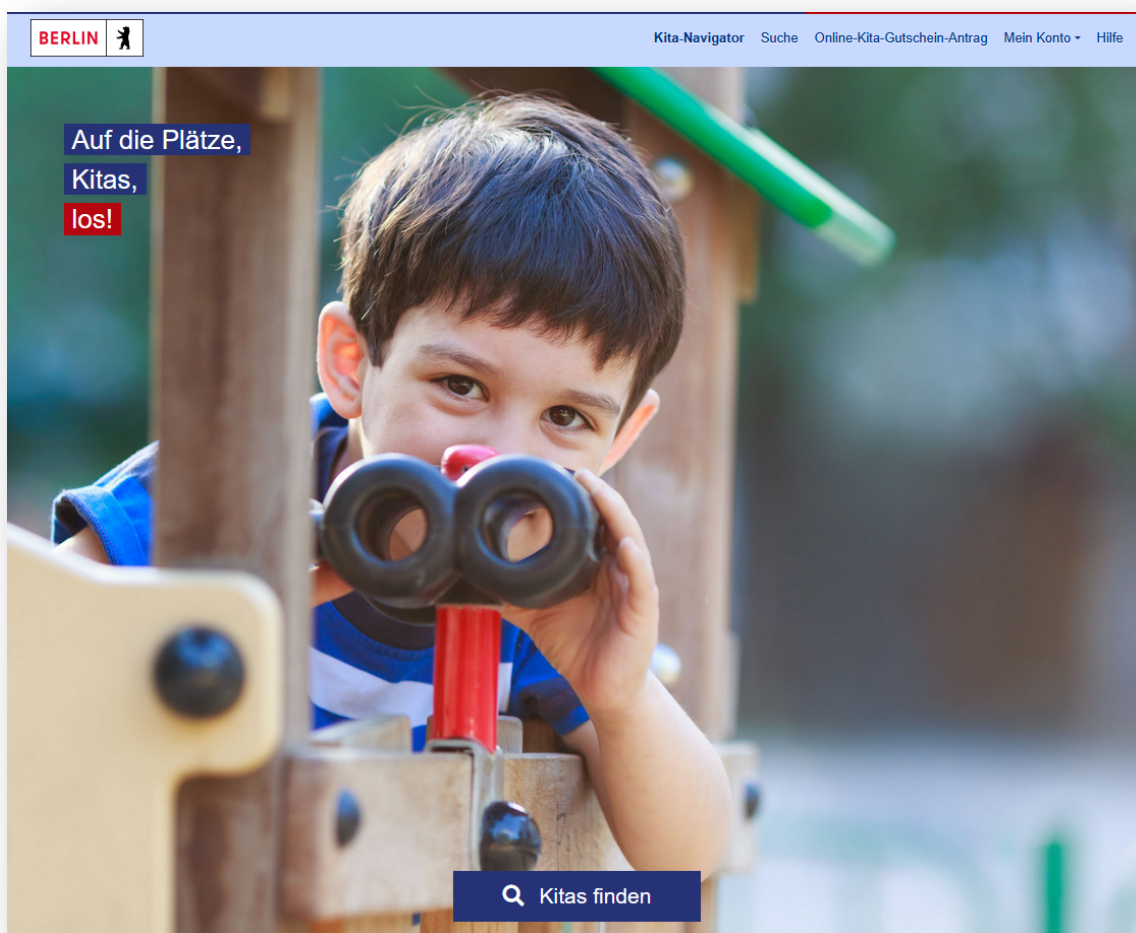 BERLIN
Kita-Navigator Suche Online-Kita-Gutschein-Antrag Mein Konto Hilfe
Auf die Plätze,
Kitas,
los!
Kitas finden